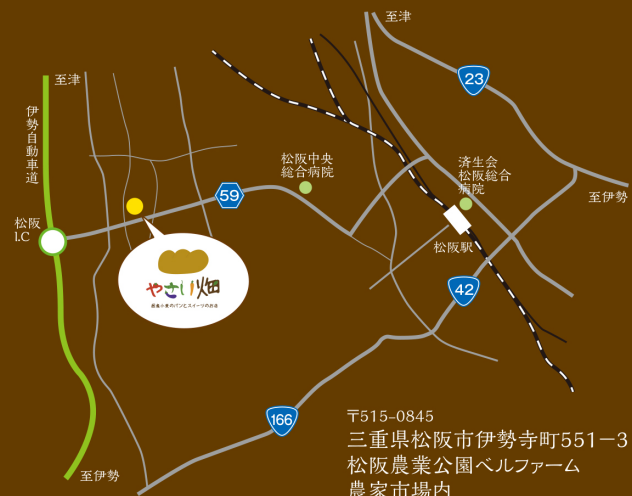 至津
23
至津
伊勢自動車道
松阪中央
総合病院
済生会
松阪総合
病院
59
至伊勢
松阪
I.C
松阪駅
やさい畑
42
166
至伊勢
〒515-0845
三重県松阪市伊勢寺町551－3
松阪農業公園ベルファーム
農家市場内